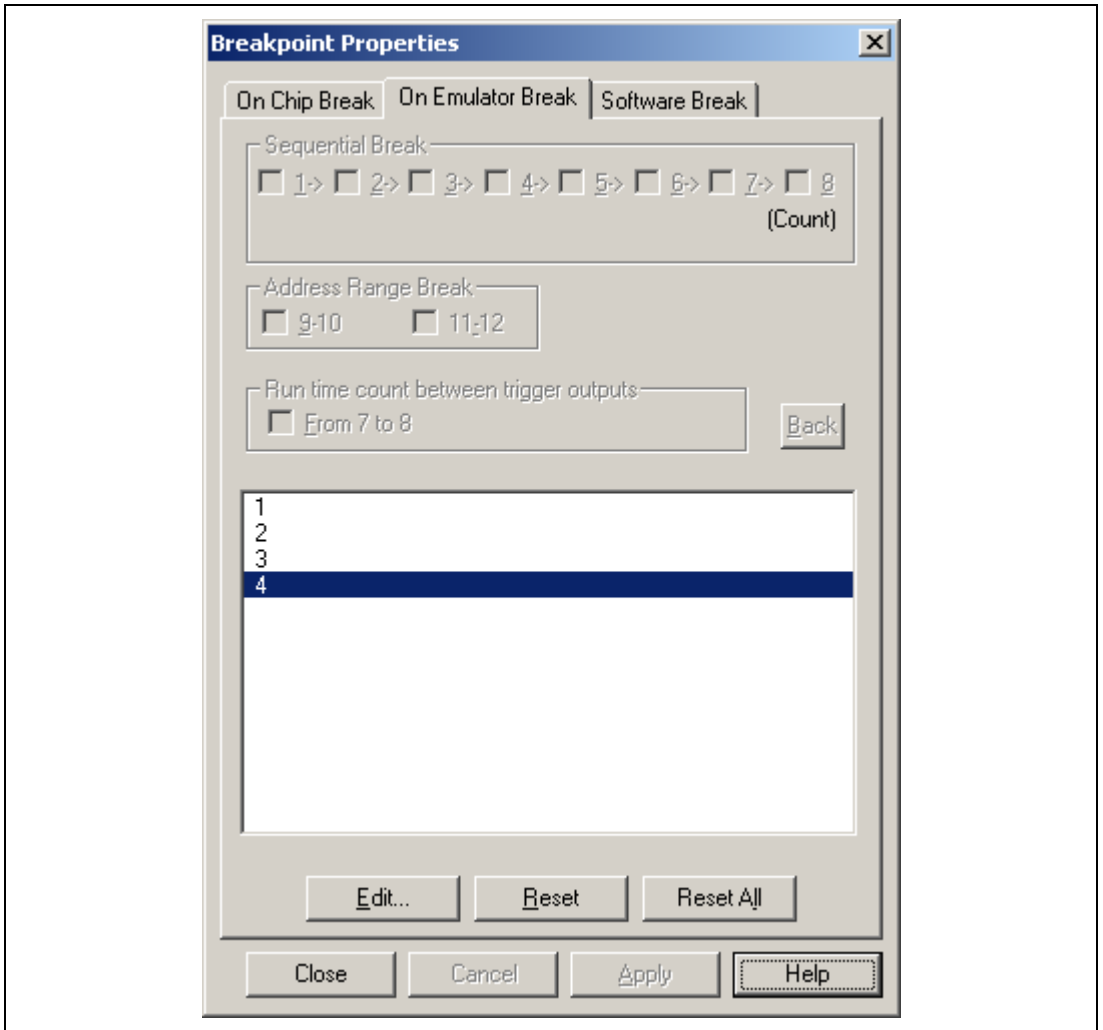 Breakpoint Properties
On Chip Break On Emulator Break Software Break
Sequential Break
1-> 2-> 3-> 4-> 5-> 6-> 7-> 8
(Count)
Address Range Break
9-10 11-12
Run time count between trigger outputs
From 7 to 8
Back
1
2
3
4
Edit... Reset Reset All
Close Cancel Apply Help